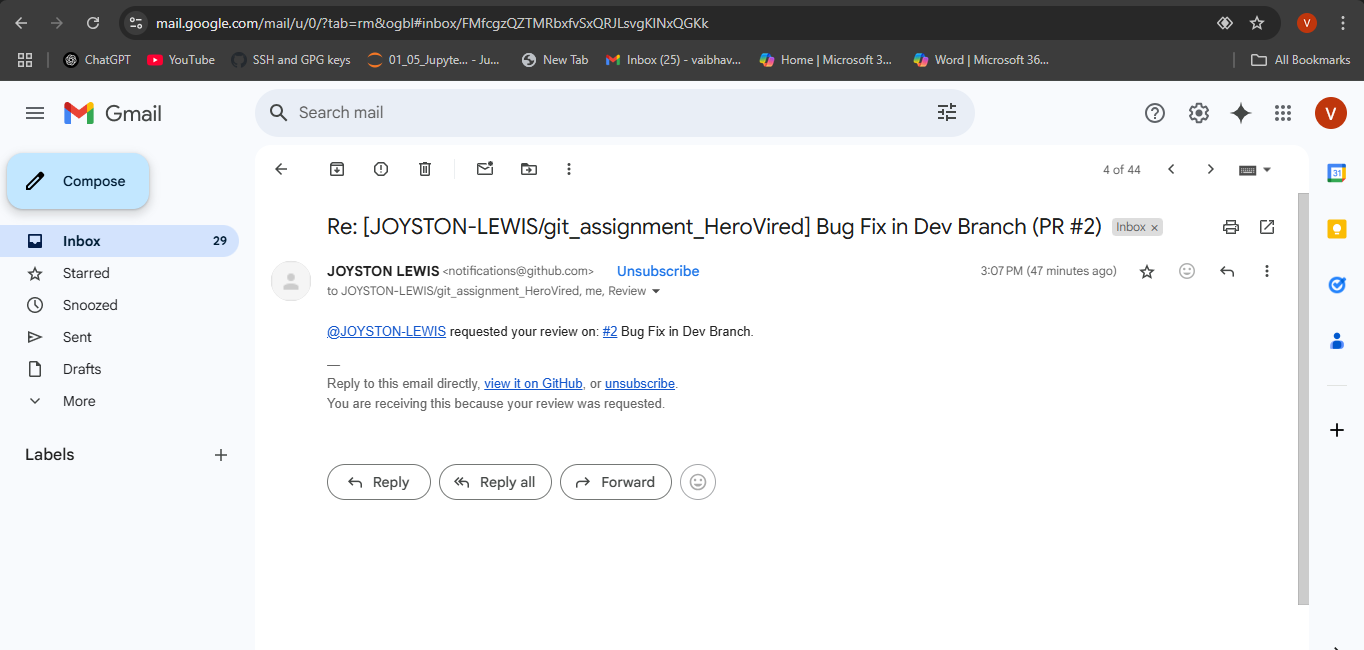 mail.google.com/mail/u/0/?tab=rm&ogbl#inbox/FMfcgzQZTMRbxfvSxQRJLsvgKlNxQGKk
V
ChatGPT
YouTube
SSH and GPG keys
01_05_Jupyte... - Ju...
New Tab
Inbox (25) - vaibhav...
Home | Microsoft 3...
Word | Microsoft 36...
All Bookmarks
Gmail
Search mail
V
Compose
4 of 44
31
Inbox 29
Starred
Snoozed
Sent
Drafts
More
Labels
Re: [JOYSTON-LEWIS/git_assignment_HeroVired] Bug Fix in Dev Branch (PR #2) Inbox ×
JOYSTON LEWIS <notifications@github.com> Unsubscribe 3:07 PM (47 minutes ago)
to JOYSTON-LEWIS/git_assignment_HeroVired, me, Review
@JOYSTON-LEWIS requested your review on: #2 Bug Fix in Dev Branch.
—
Reply to this email directly, view it on GitHub, or unsubscribe.
You are receiving this because your review was requested.
Reply
Reply all
Forward